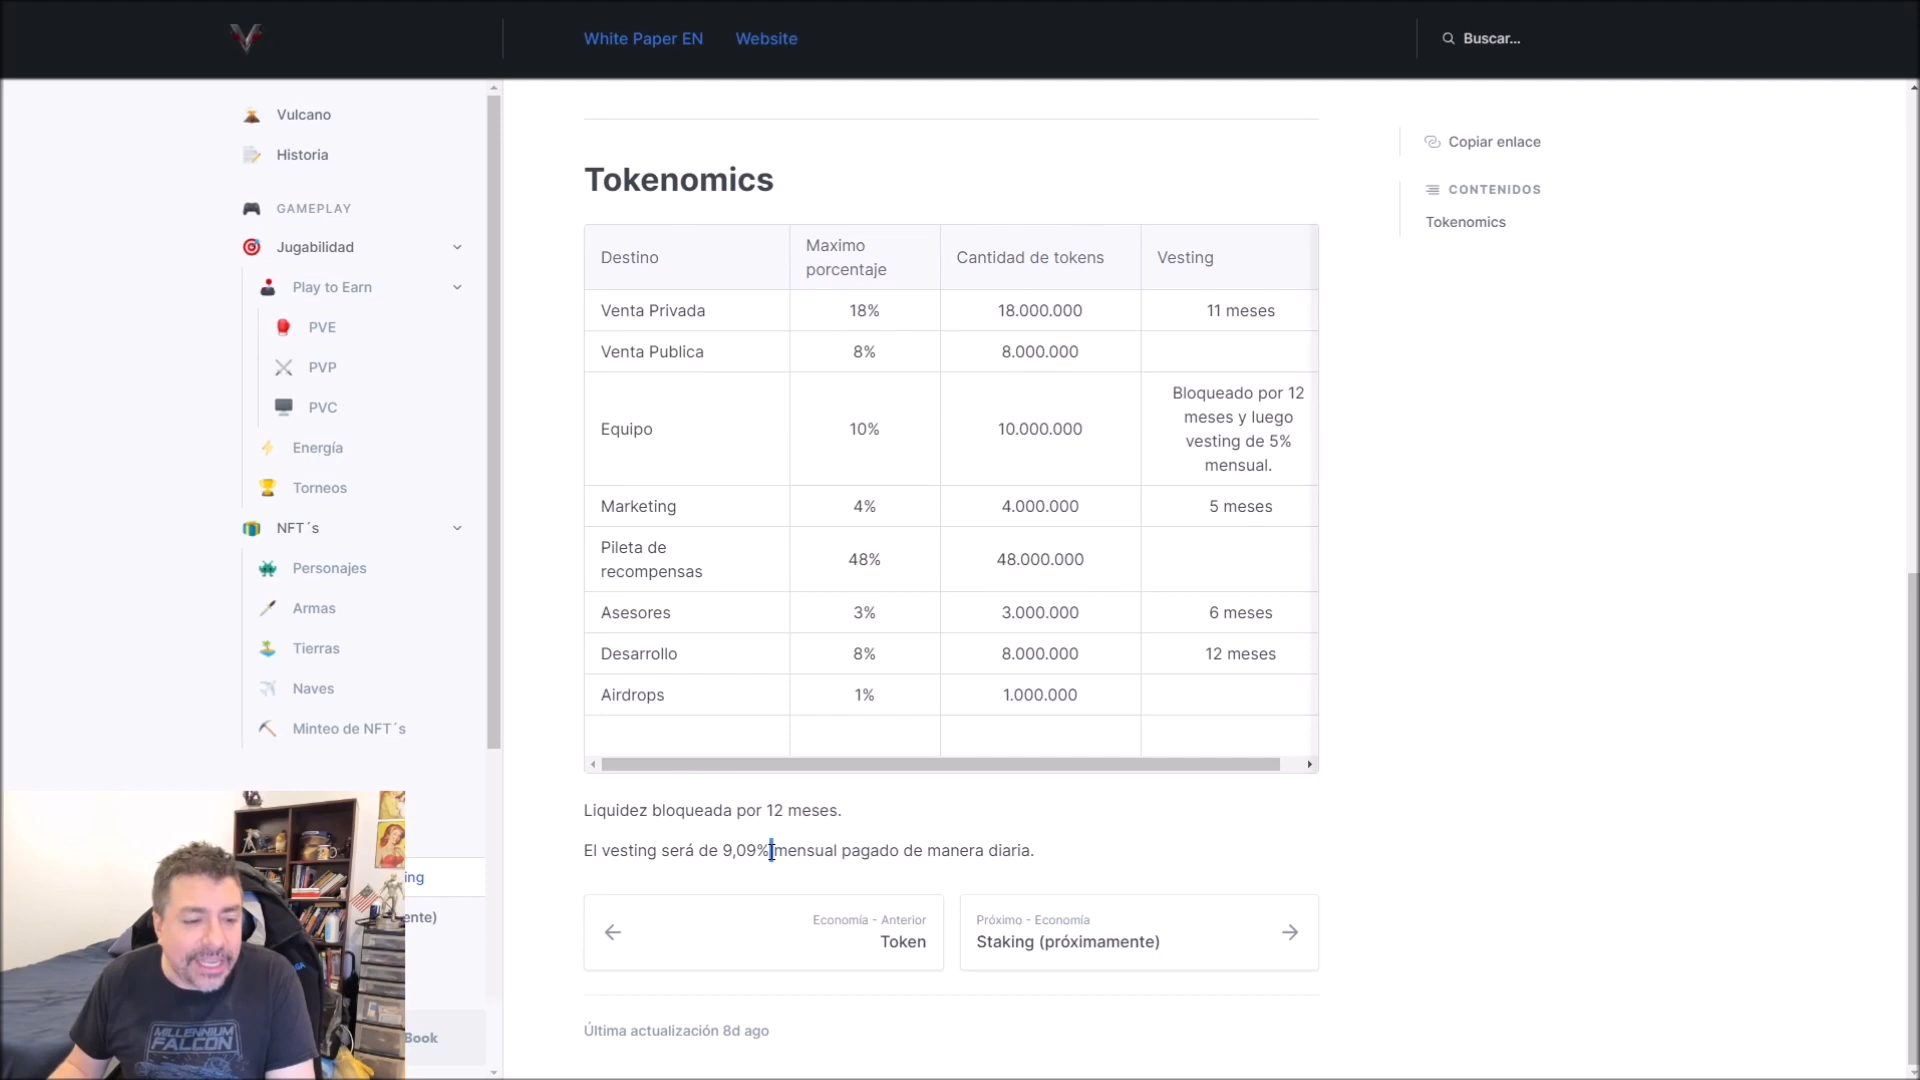 White Paper EN
Website
Buscar...
Vulcano
Historia
GAMEPLAY
Jugabilidad
Play to Earn
PVE
PVP
PVC
Energía
Torneos
NFT´s
Personajes
Armas
Tierras
Naves
Minteo de NFT´s
ing
ente)
Book
Tokenomics
Destino
Maximo
porcentaje
Cantidad de tokens
Vesting
Venta Privada
18%
18.000.000
11 meses
Venta Publica
8%
8.000.000
Equipo
10%
10.000.000
Bloqueado por 12
meses y luego
vesting de 5%
mensual.
Marketing
4%
4.000.000
5 meses
Pileta de
recompensas
48%
48.000.000
Asesores
3%
3.000.000
6 meses
Desarrollo
8%
8.000.000
12 meses
Airdrops
1%
1.000.000
Liquidez bloqueada por 12 meses.
El vesting será de 9,09% mensual pagado de manera diaria.
Economía - Anterior
Token
Próximo - Economía
Staking (próximamente)
Última actualización 8d ago
Copiar enlace
CONTENIDOS
Tokenomics
MILLENNIUM
FALCON